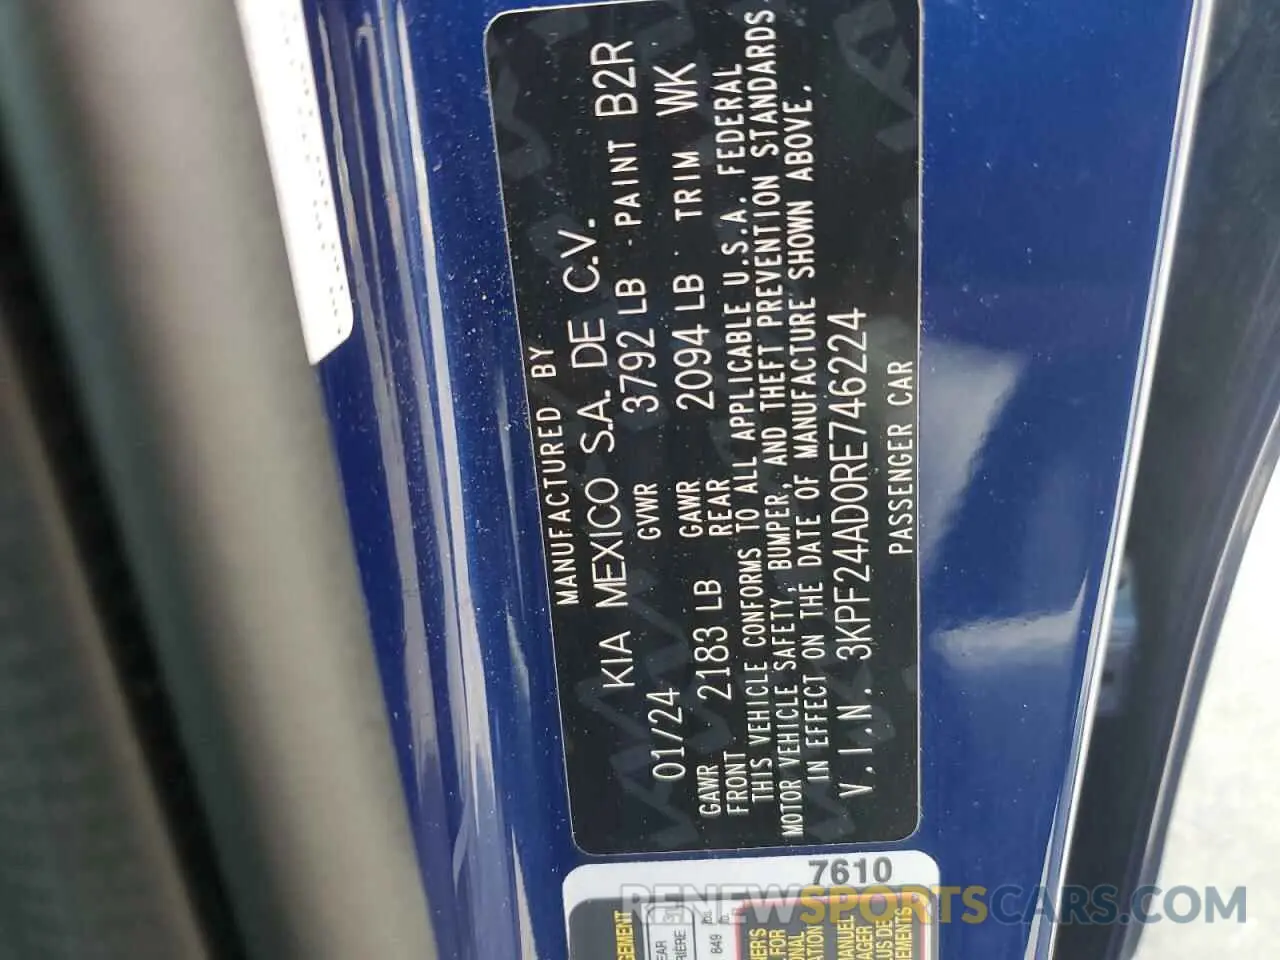 MANUFACTURED BY
KIA MEXICO S.A. DE C.V.
01/24 GVWR 3792 LB PAINT B2R
GAWR FRONT 2183 LB GAWR REAR 2094 LB TRIM WK
THIS VEHICLE CONFORMS TO ALL APPLICABLE U.S.A. FEDERAL
MOTOR VEHICLE SAFETY, BUMPER, AND THEFT PREVENTION STANDARDS
IN EFFECT ON THE DATE OF MANUFACTURE SHOWN ABOVE.
V.I.N. 3KPF24AD0RE746224
PASSENGER CAR
7610
RENEWSPORTSCARS.COM
849
MANUEL